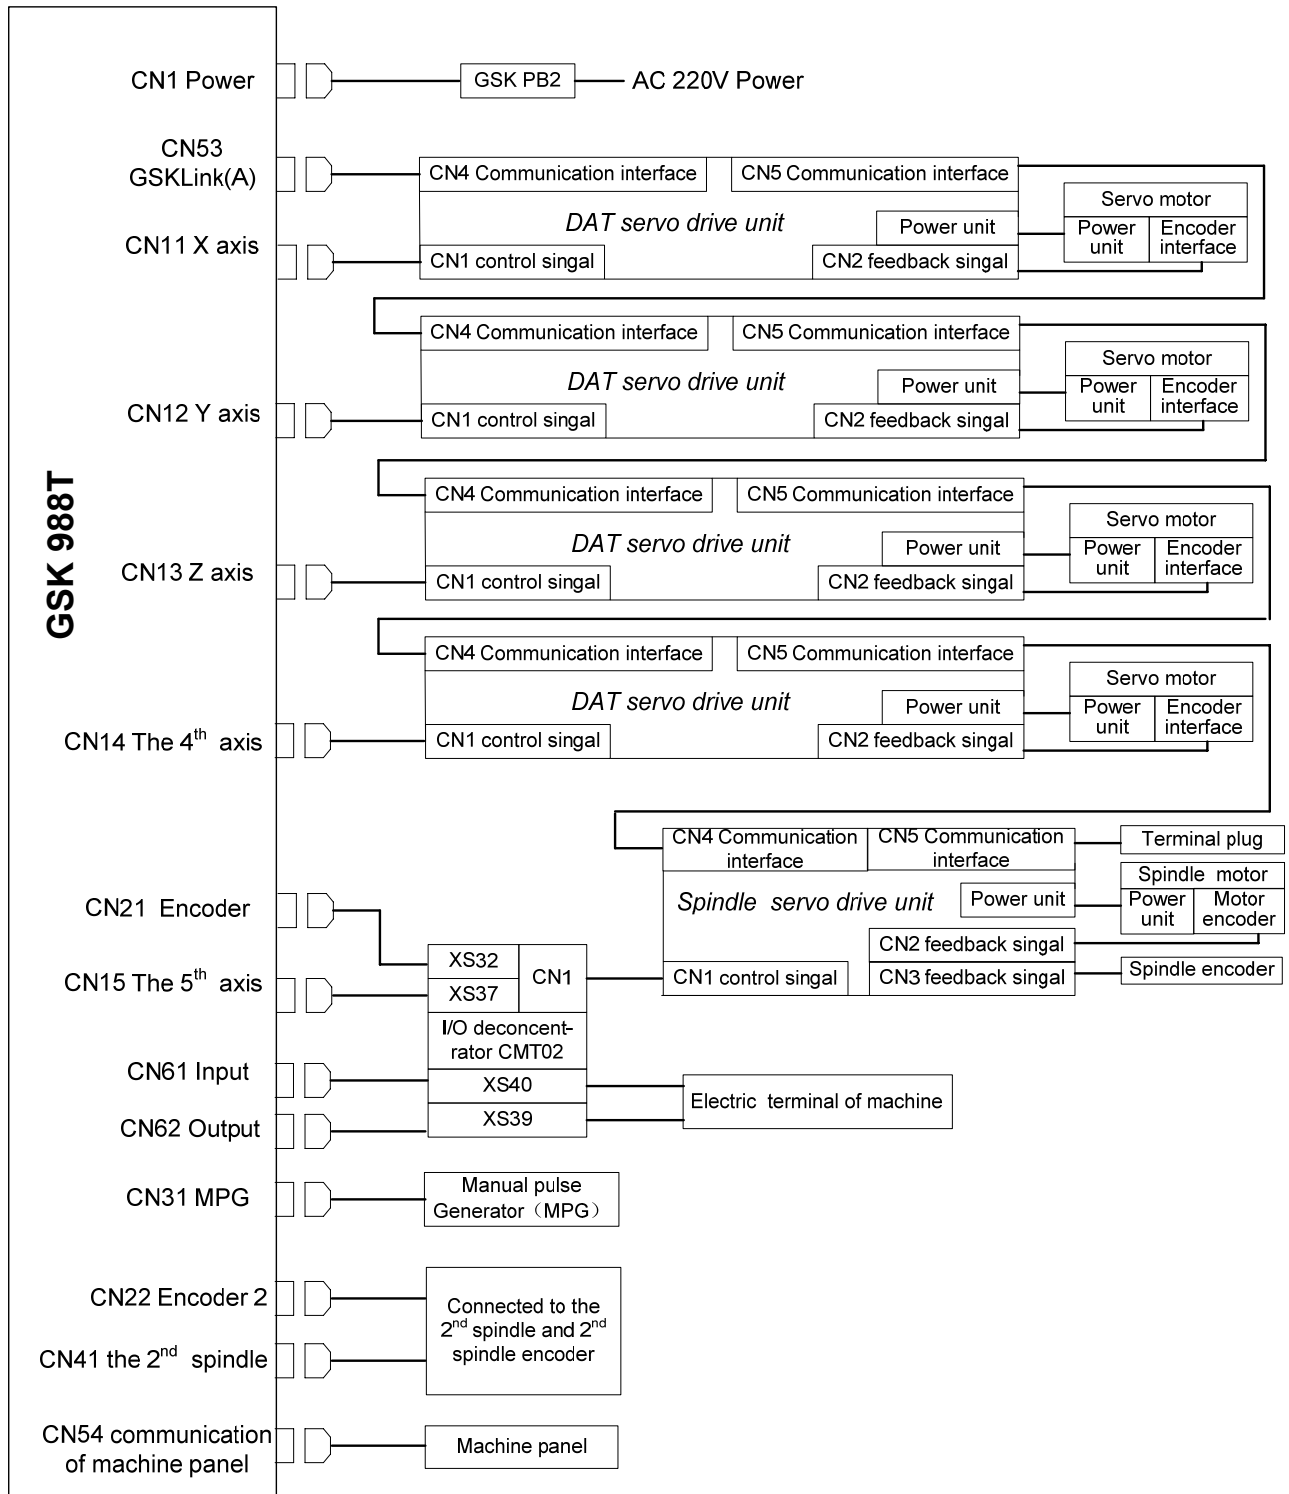 GSK 988T
CN1 Power
GSK PB2
AC 220V Power
CN53
GSKLink(A)
CN4 Communication interface
CN5 Communication interface
DAT servo drive unit
Power unit
Servo motor
Power
unit
Encoder
interface
CN11 X axis
CN1 control singal
CN2 feedback singal
CN4 Communication interface
CN5 Communication interface
DAT servo drive unit
Power unit
Servo motor
Power
unit
Encoder
interface
CN12 Y axis
CN1 control singal
CN2 feedback singal
CN4 Communication interface
CN5 Communication interface
DAT servo drive unit
Power unit
Servo motor
Power
unit
Encoder
interface
CN13 Z axis
CN1 control singal
CN2 feedback singal
CN4 Communication interface
CN5 Communication interface
DAT servo drive unit
Power unit
Servo motor
Power
unit
Encoder
interface
CN14 The 4th axis
CN1 control singal
CN2 feedback singal
CN4 Communication
interface
CN5 Communication
interface
Terminal plug
Spindle servo drive unit
Power unit
Spindle motor
Power
unit
Motor
encoder
CN2 feedback singal
CN1 control singal
CN3 feedback singal
Spindle encoder
CN21 Encoder
CN15 The 5th axis
XS32
XS37
CN1
I/O deconcent-
rator CMT02
CN61 Input
XS40
CN62 Output
XS39
Electric terminal of machine
CN31 MPG
Manual pulse
Generator（MPG）
CN22 Encoder 2
CN41 the 2nd spindle
Connected to the
2nd spindle and 2nd
spindle encoder
CN54 communication
of machine panel
Machine panel